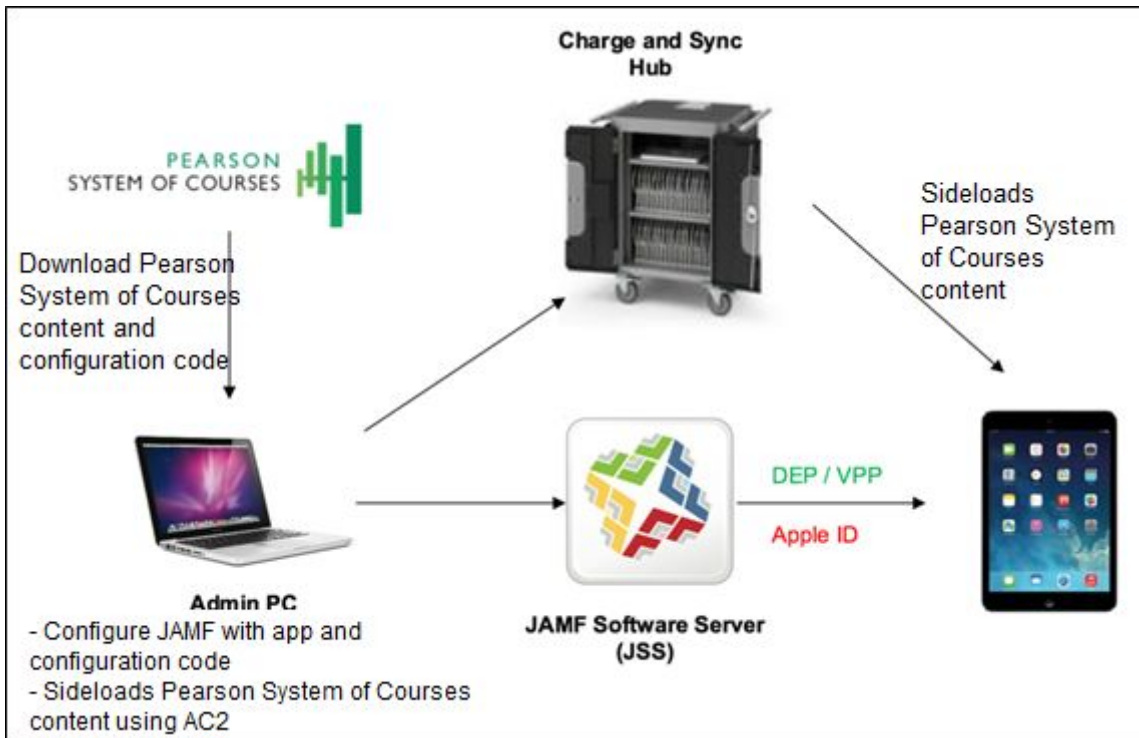 Charge and Sync
Hub
PEARSON
SYSTEM OF COURSES
Download Pearson
System of Courses
content and
configuration code
Sideloads
Pearson System
of Courses
content
DEP / VPP
Apple ID
Admin PC
- Configure JAMF with app and
configuration code
- Sideloads Pearson System of Courses
content using AC2
JAMF Software Server
(JSS)